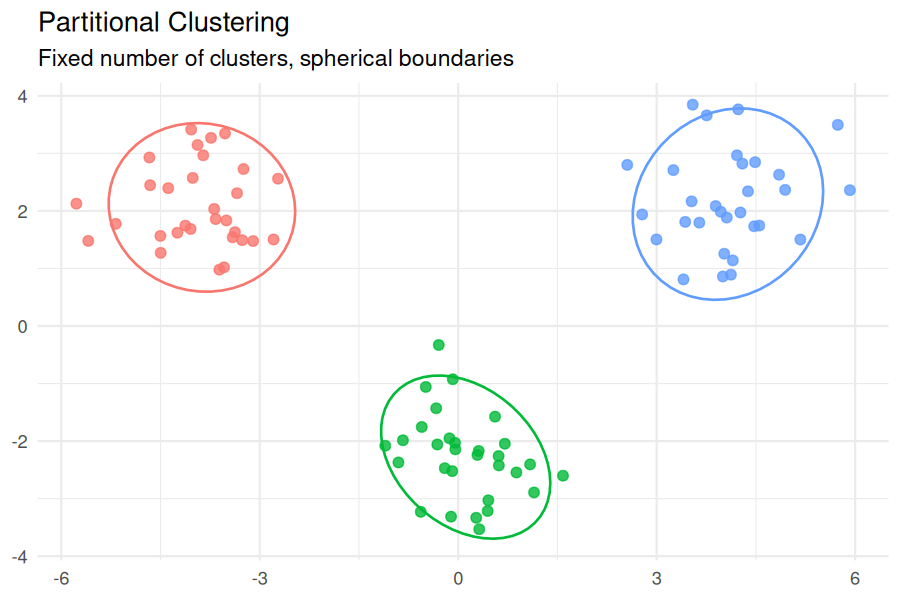 Partitional Clustering
Fixed number of clusters, spherical boundaries
4
2
0
-2
-4
-6 -3 0 3 6